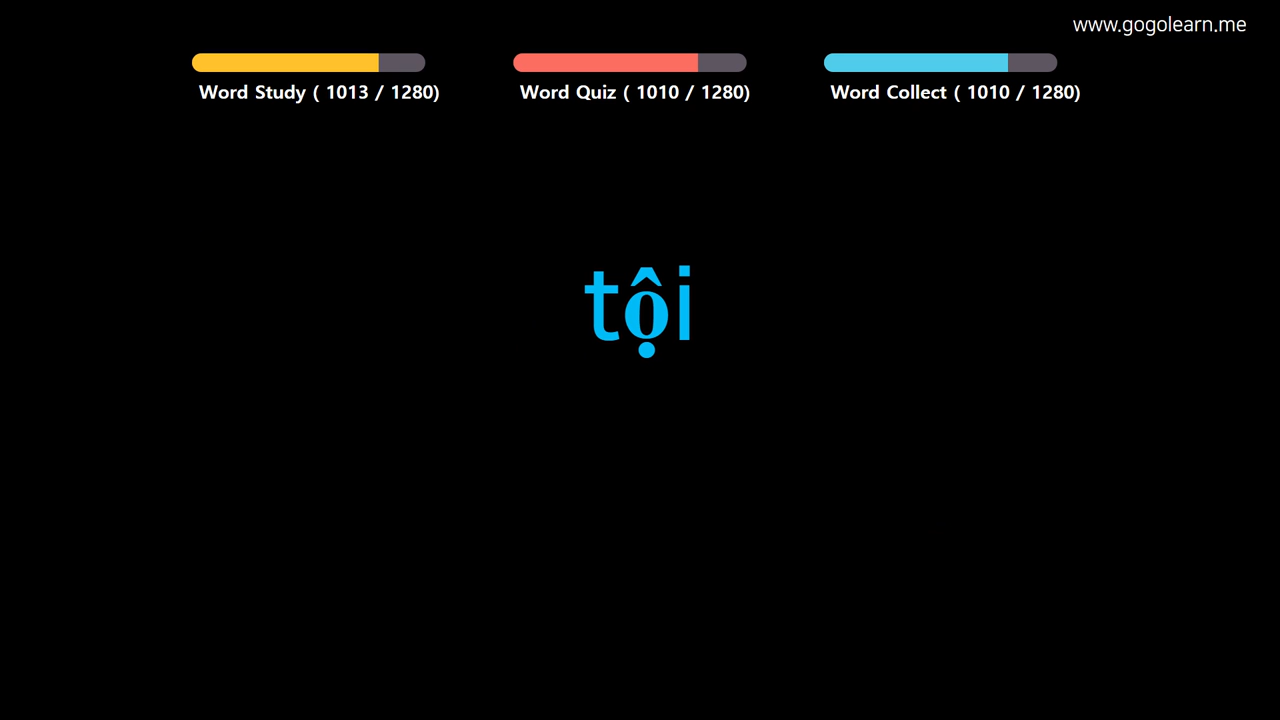 www.gogolearn.me
Word Study ( 1013 / 1280)
Word Quiz ( 1010 / 1280)
Word Collect ( 1010 / 1280)
tội